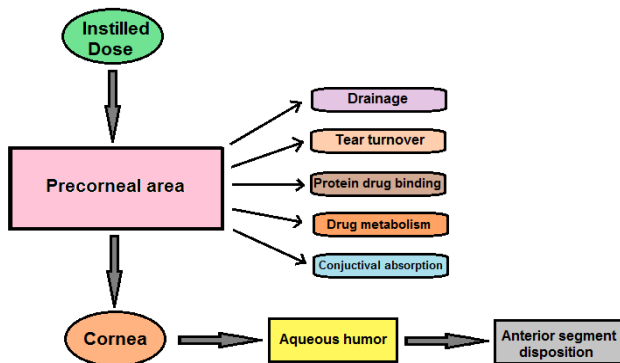 Instilled
Dose
Drainage
Tear turnover
Precorneal area
Protein drug binding
Drug metabolism
Conjuctival absorption
Cornea
Aqueous humor
Anterior segment
disposition